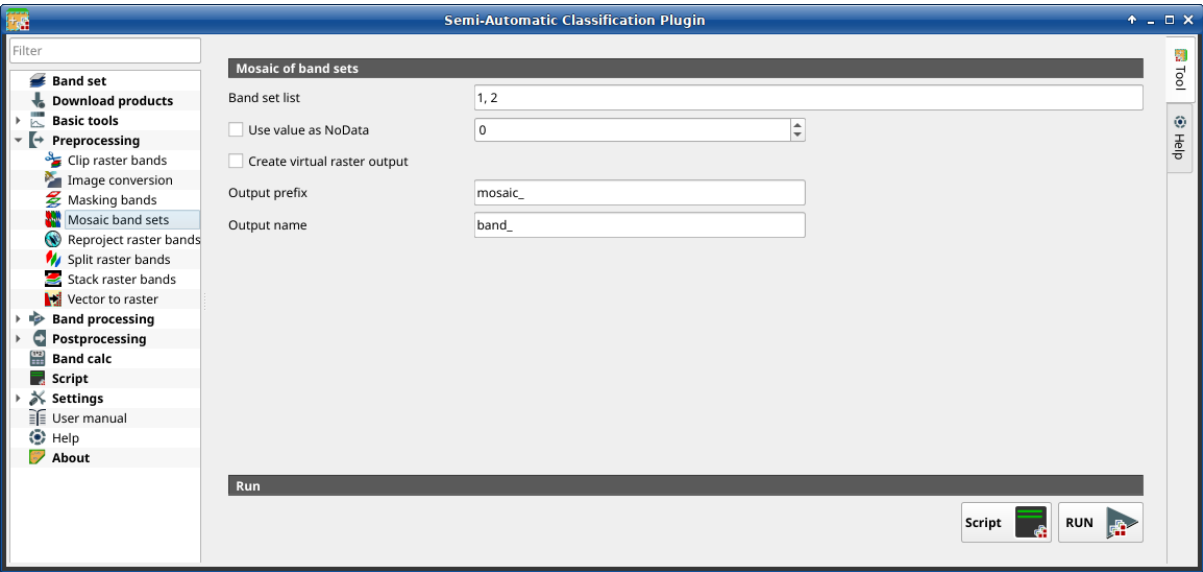 Semi-Automatic Classification Plugin
Filter
Band set
Download products
Basic tools
Preprocessing
Clip raster bands
Image conversion
Masking bands
Mosaic band sets
Reproject raster bands
Split raster bands
Stack raster bands
Vector to raster
Band processing
Postprocessing
Band calc
Script
Settings
User manual
Help
About
Mosaic of band sets
Band set list 1, 2
Use value as NoData 0
Create virtual raster output
Output prefix mosaic_
Output name band_
Run
Script RUN
Tool
Help